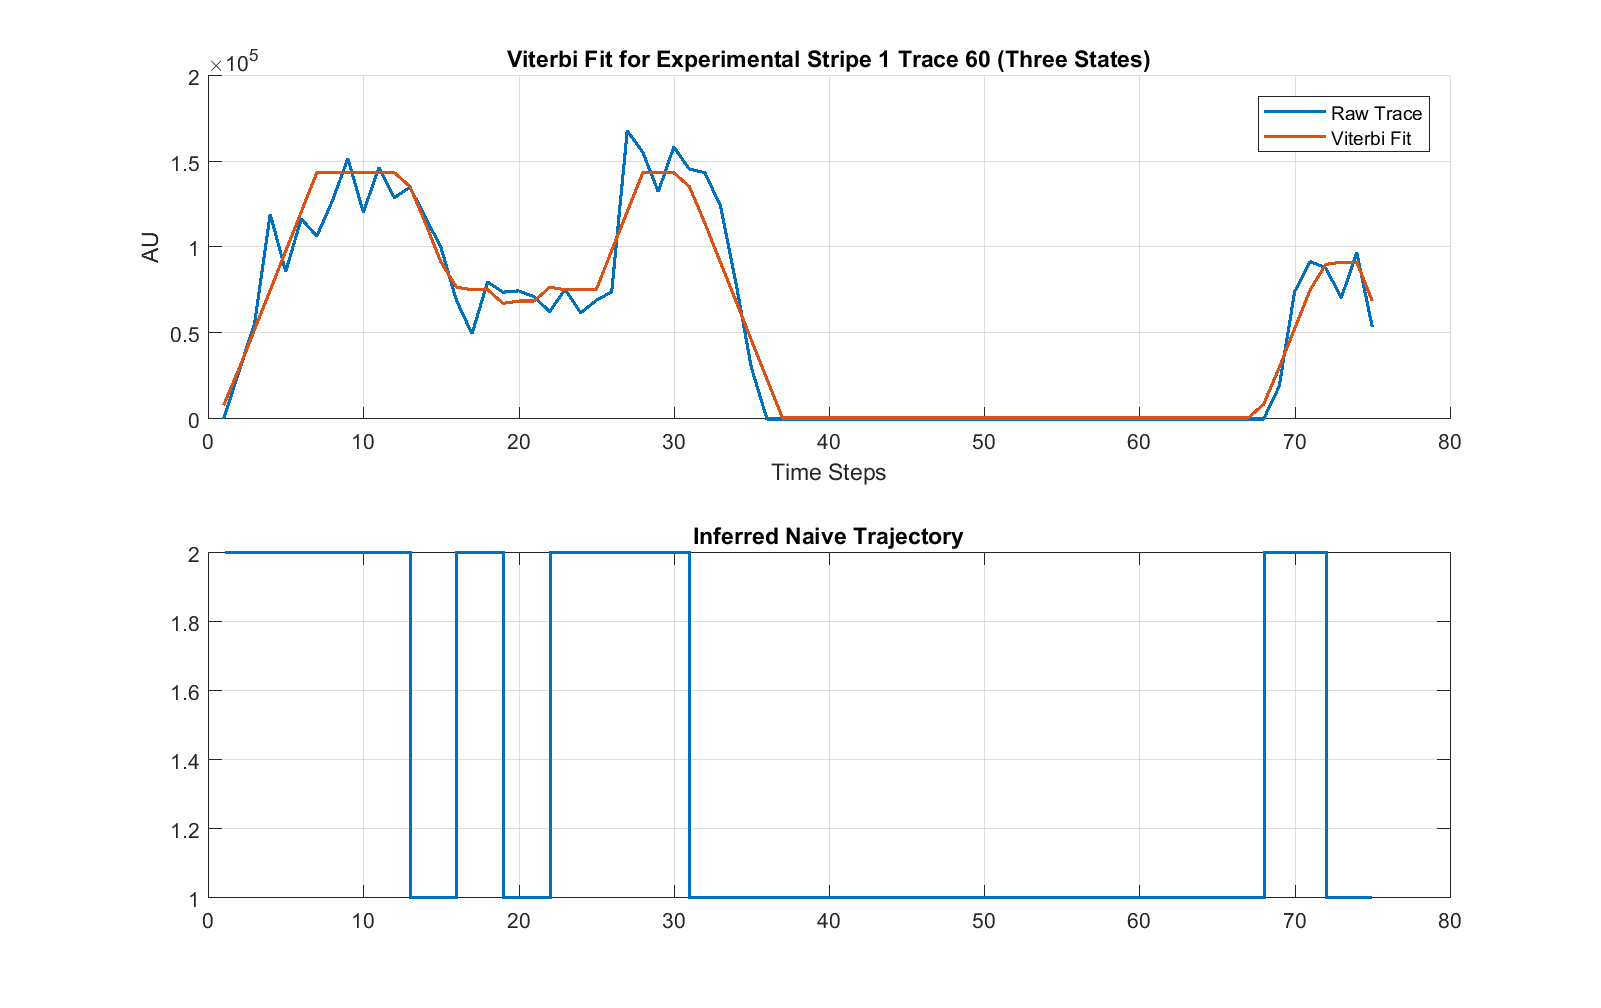 Viterbi Fit for Experimental Stripe 1 Trace 60 (Three States)
×10^5
2
1.5
1
0.5
0
AU
Raw Trace
Viterbi Fit
0 10 20 30 40 50 60 70 80
Time Steps
Inferred Naive Trajectory
2
1.8
1.6
1.4
1.2
1
0 10 20 30 40 50 60 70 80